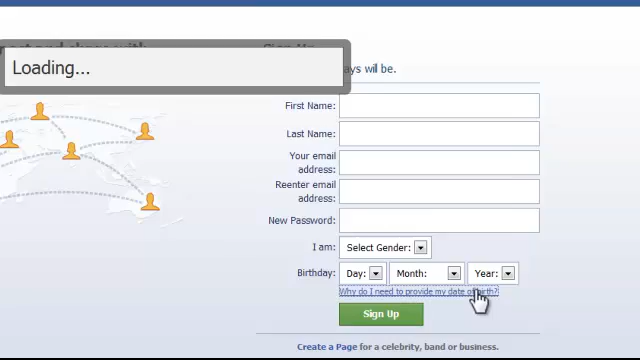 Sign Up
Loading...
ays will be.
First Name:
Last Name:
Your email
address:
Reenter email
address:
New Password:
I am: Select Gender:
Birthday: Day: Month: Year:
Why do I need to provide my date of birth?
Sign Up
Create a Page for a celebrity, band or business.